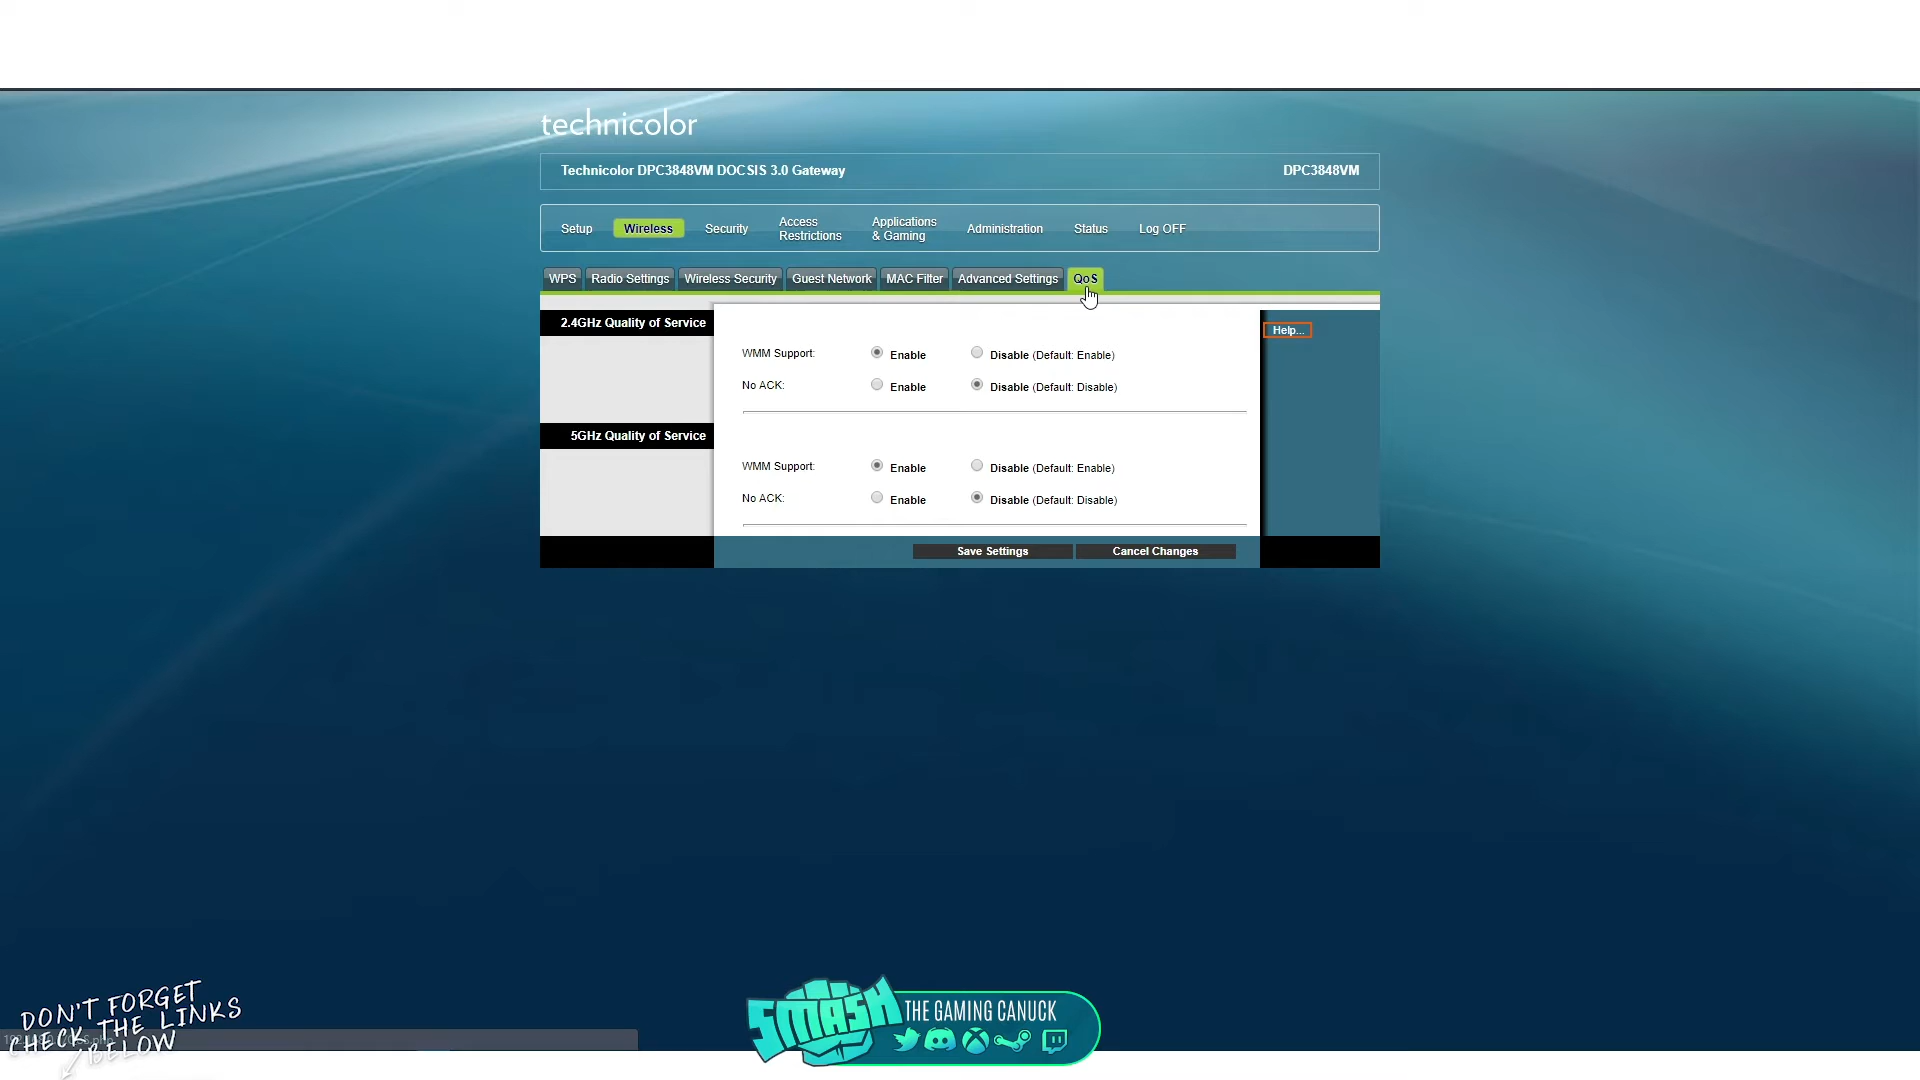 technicolor
Technicolor DPC3848VM DOCSIS 3.0 Gateway
DPC3848VM
Setup
Wireless
Security
Access
Restrictions
Applications
& Gaming
Administration
Status
Log OFF
WPS
Radio Settings
Wireless Security
Guest Network
MAC Filter
Advanced Settings
QoS
2.4GHz Quality of Service
Help...
WMM Support: Enable Disable (Default: Enable)
No ACK: Enable Disable (Default: Disable)
5GHz Quality of Service
WMM Support: Enable Disable (Default: Enable)
No ACK: Enable Disable (Default: Disable)
Save Settings
Cancel Changes
DON'T FORGET
CHECK THE LINKS
BELOW
SMASH
THE GAMING CANUCK